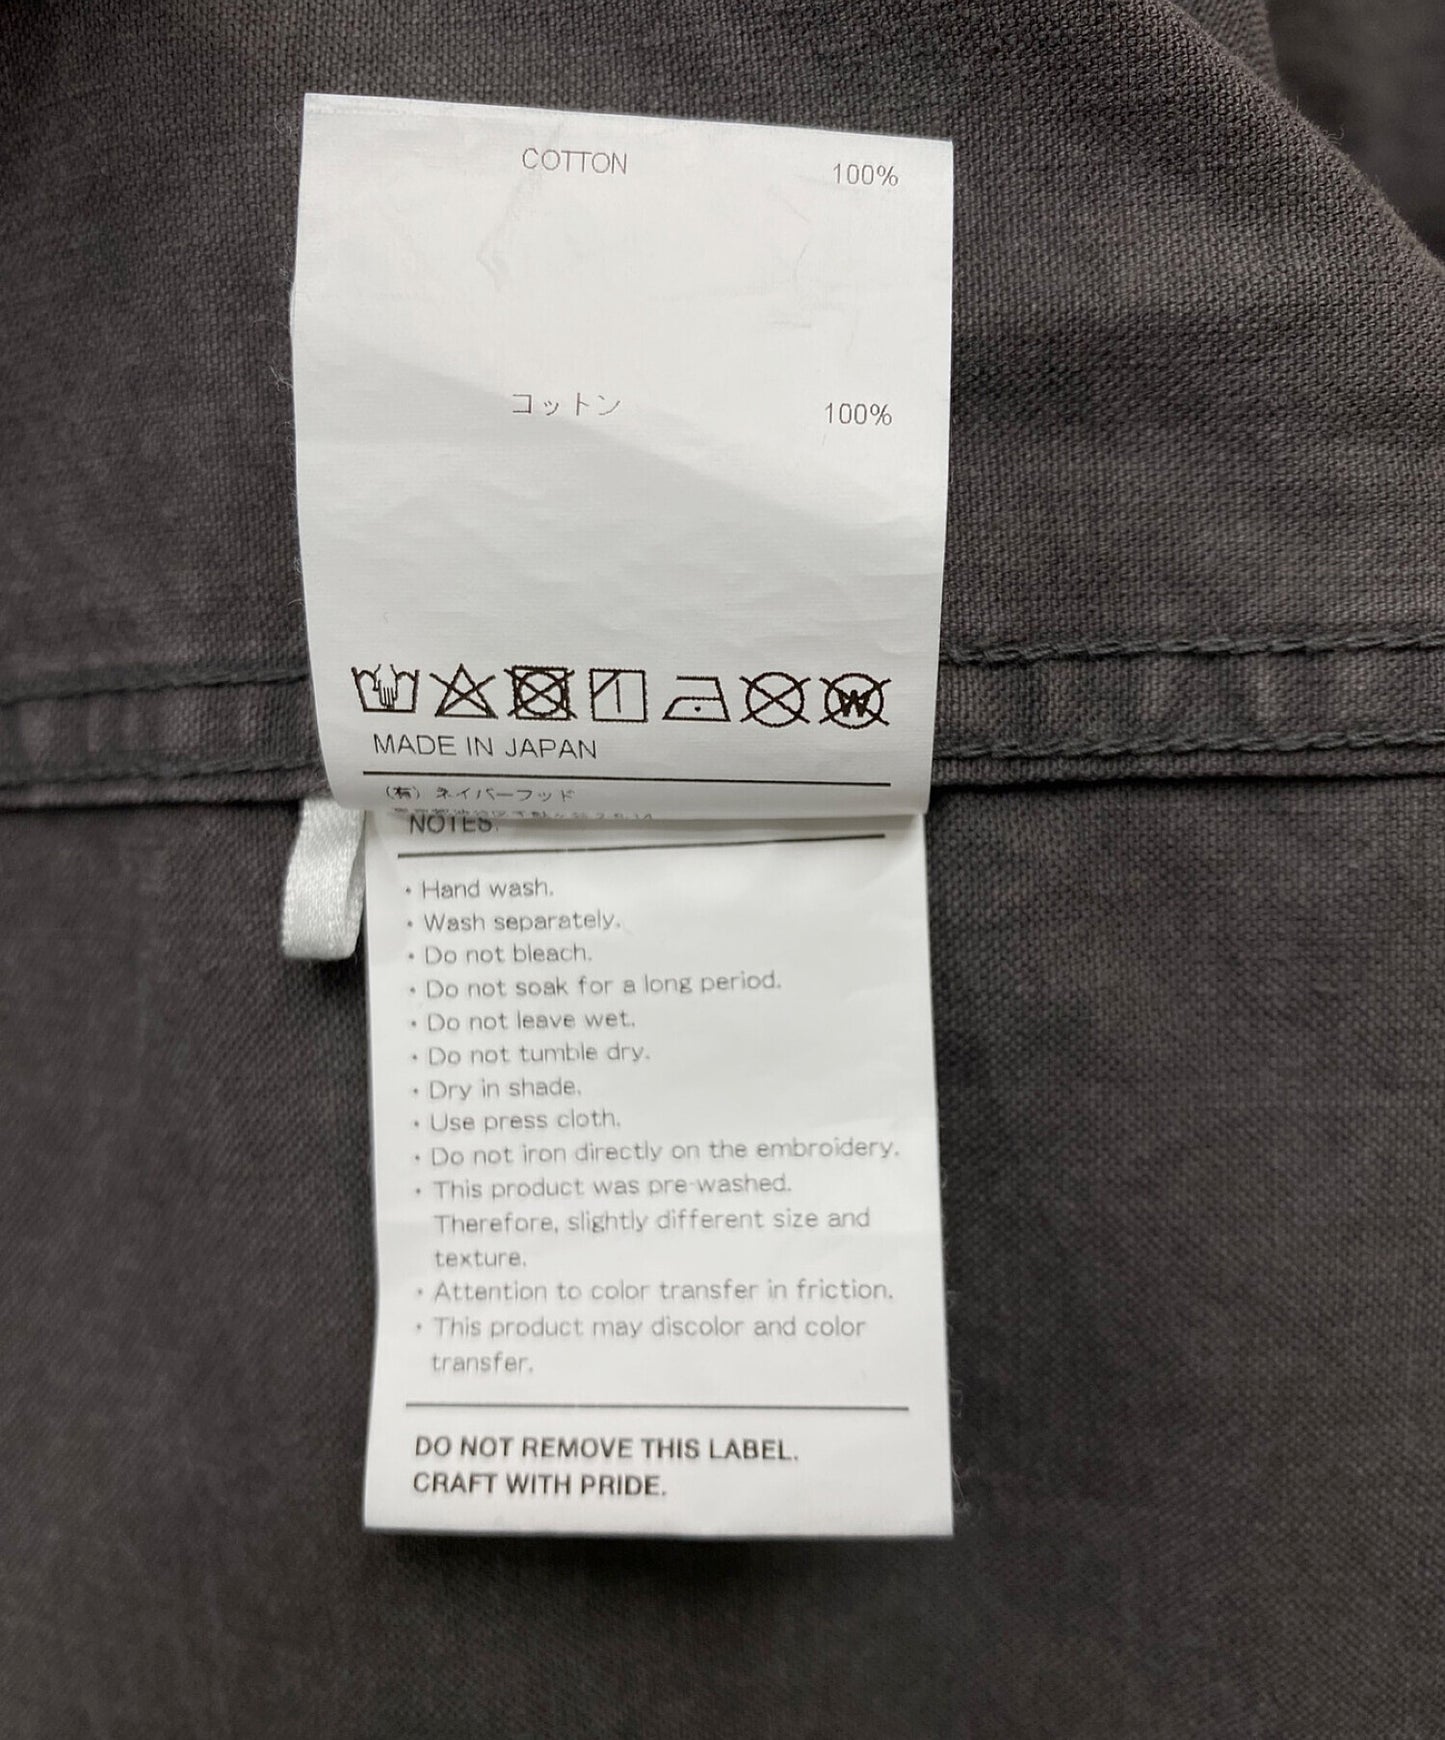 COTTON 100%
コットン 100%
W
MADE IN JAPAN
(有) ネイバーフッド
NOTES
• Hand wash.
• Wash separately.
• Do not bleach.
• Do not soak for a long period.
• Do not leave wet.
• Do not tumble dry.
• Dry in shade.
• Use press cloth.
• Do not iron directly on the embroidery.
• This product was pre-washed.
Therefore, slightly different size and
texture.
• Attention to color transfer in friction.
• This product may discolor and color
transfer.
DO NOT REMOVE THIS LABEL.
CRAFT WITH PRIDE.